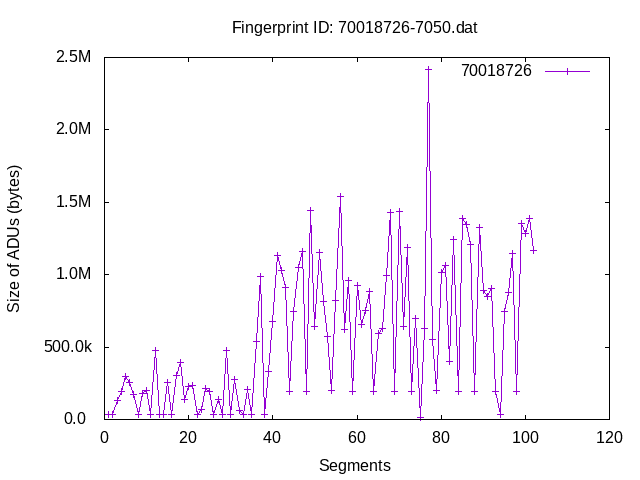 Fingerprint ID: 70018726-7050.dat
70018726
2.5M
2.0M
1.5M
1.0M
500.0k
0.0
0 20 40 60 80 100 120
Segments
Size of ADUs (bytes)